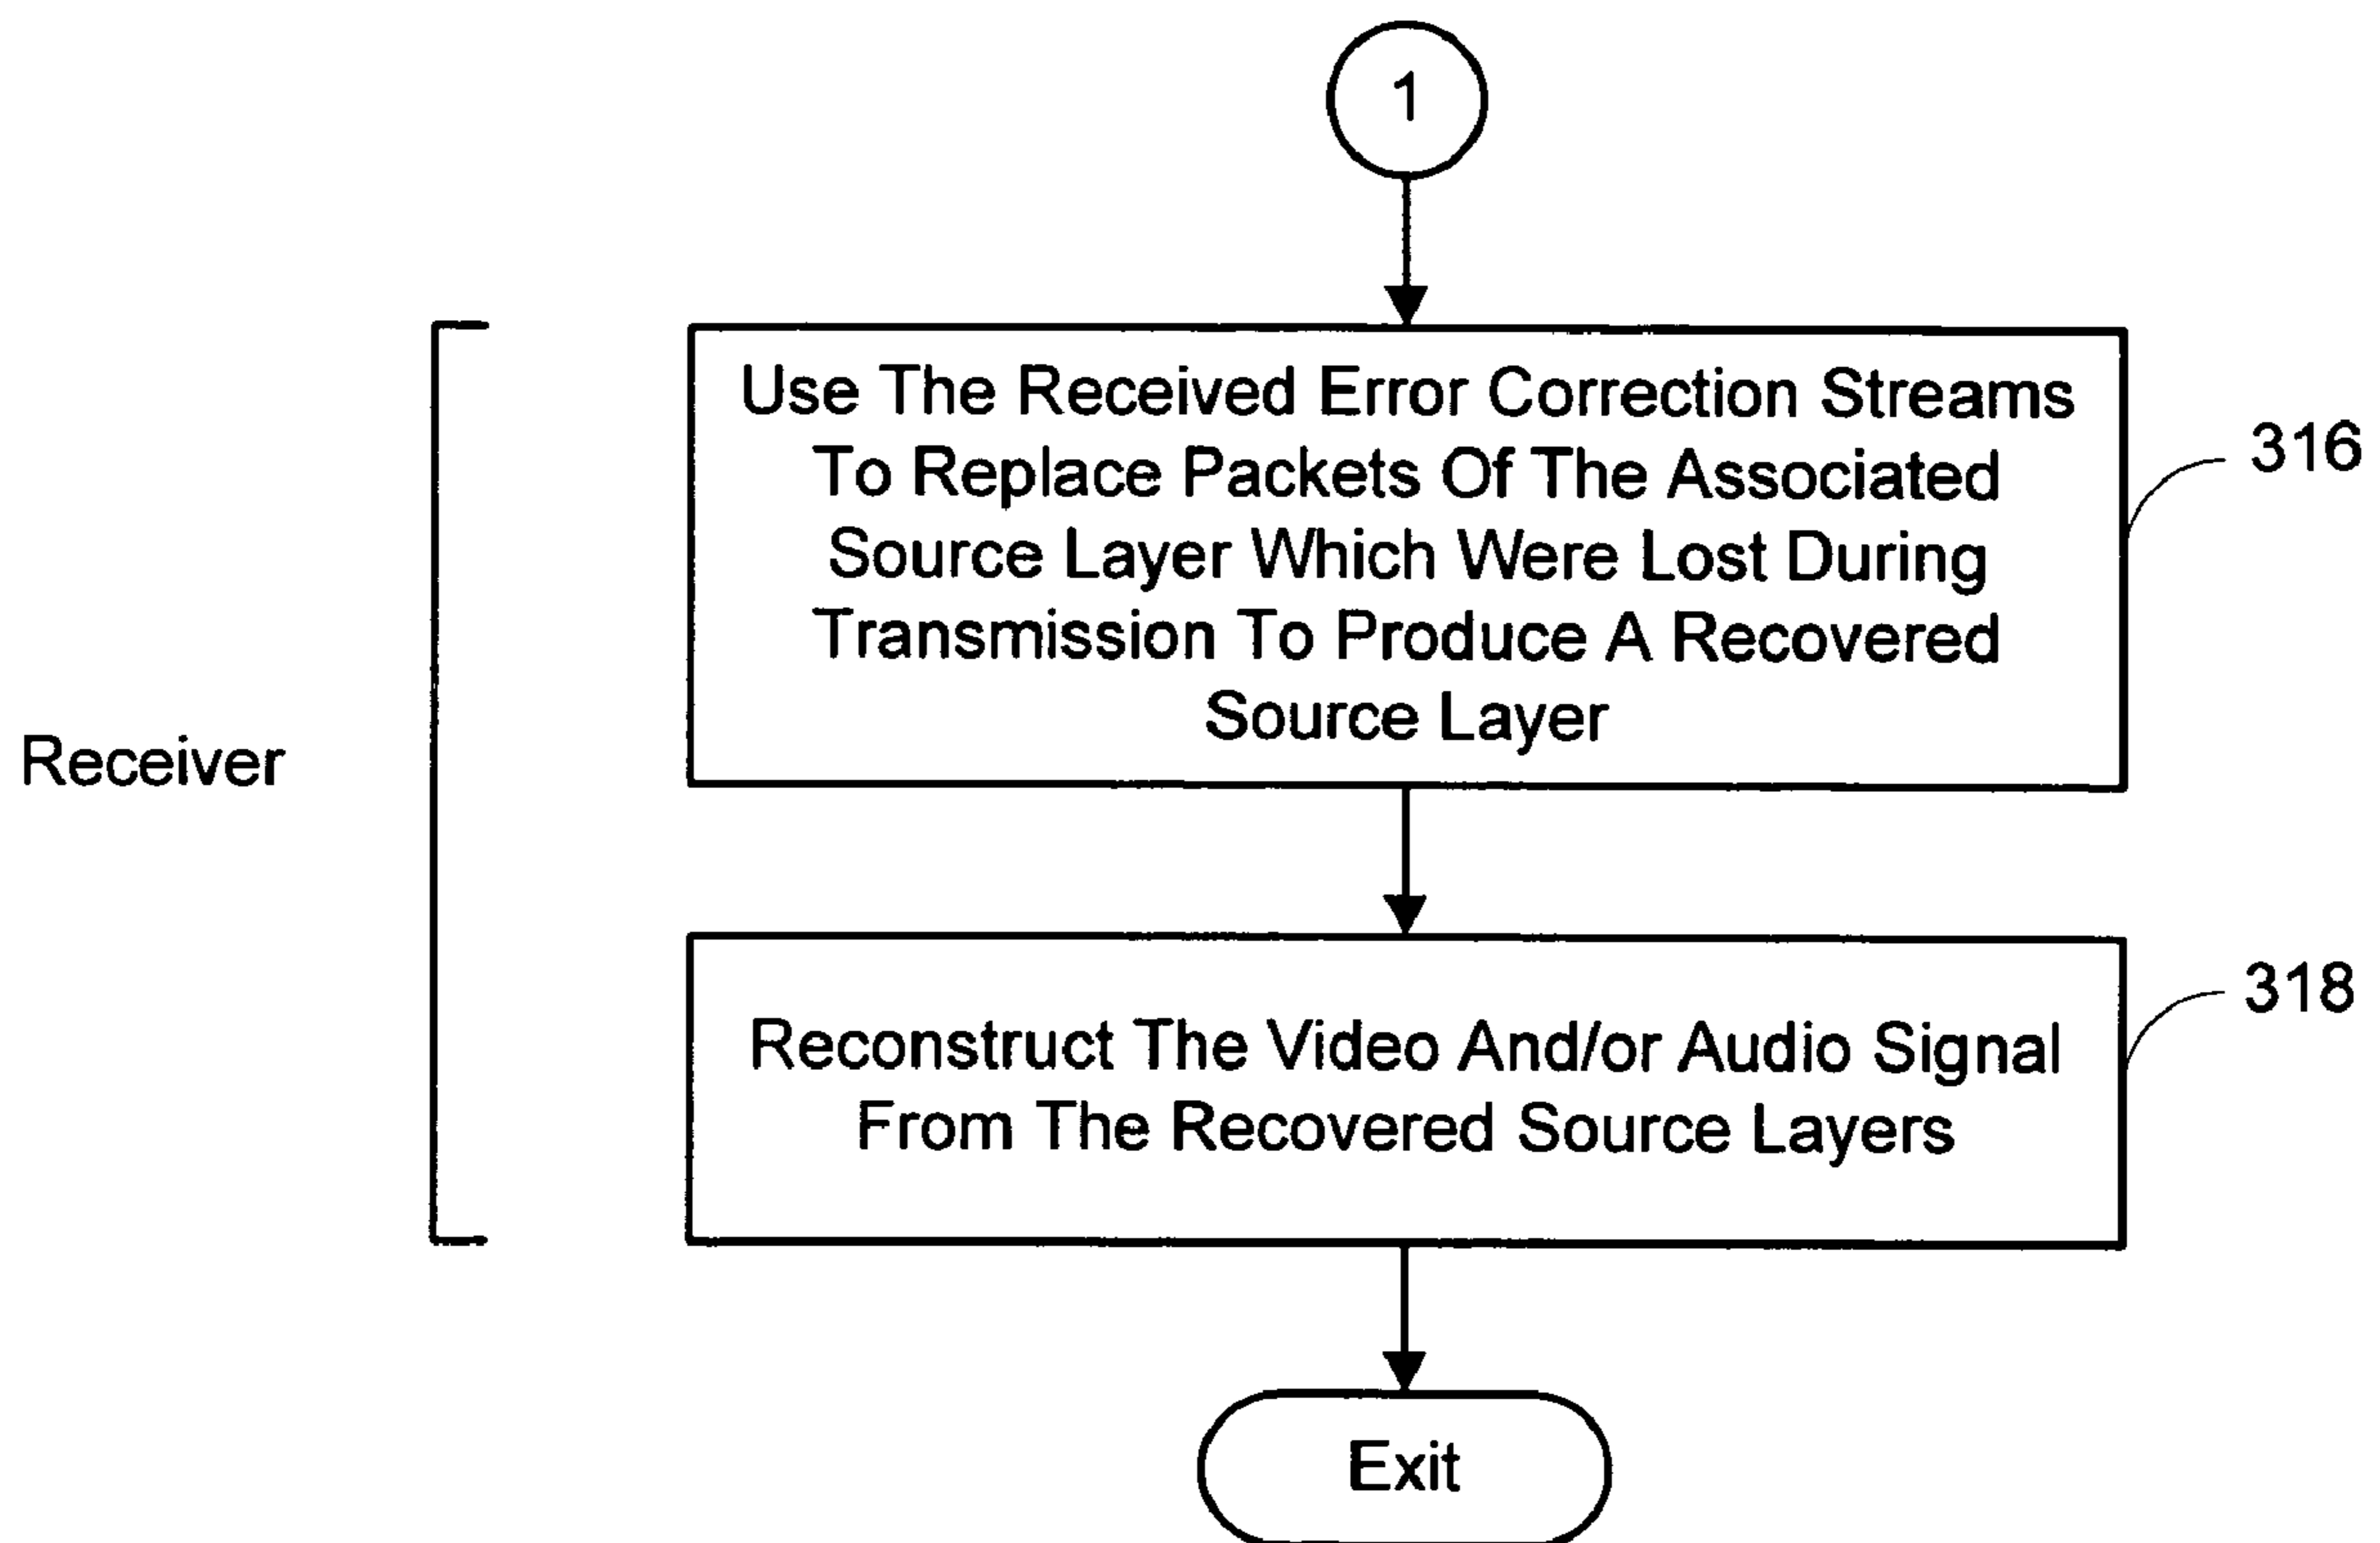 1
Use The Received Error Correction Streams
To Replace Packets Of The Associated
Source Layer Which Were Lost During
Transmission To Produce A Recovered
Source Layer
316
Receiver
Reconstruct The Video And/or Audio Signal
From The Recovered Source Layers
318
Exit